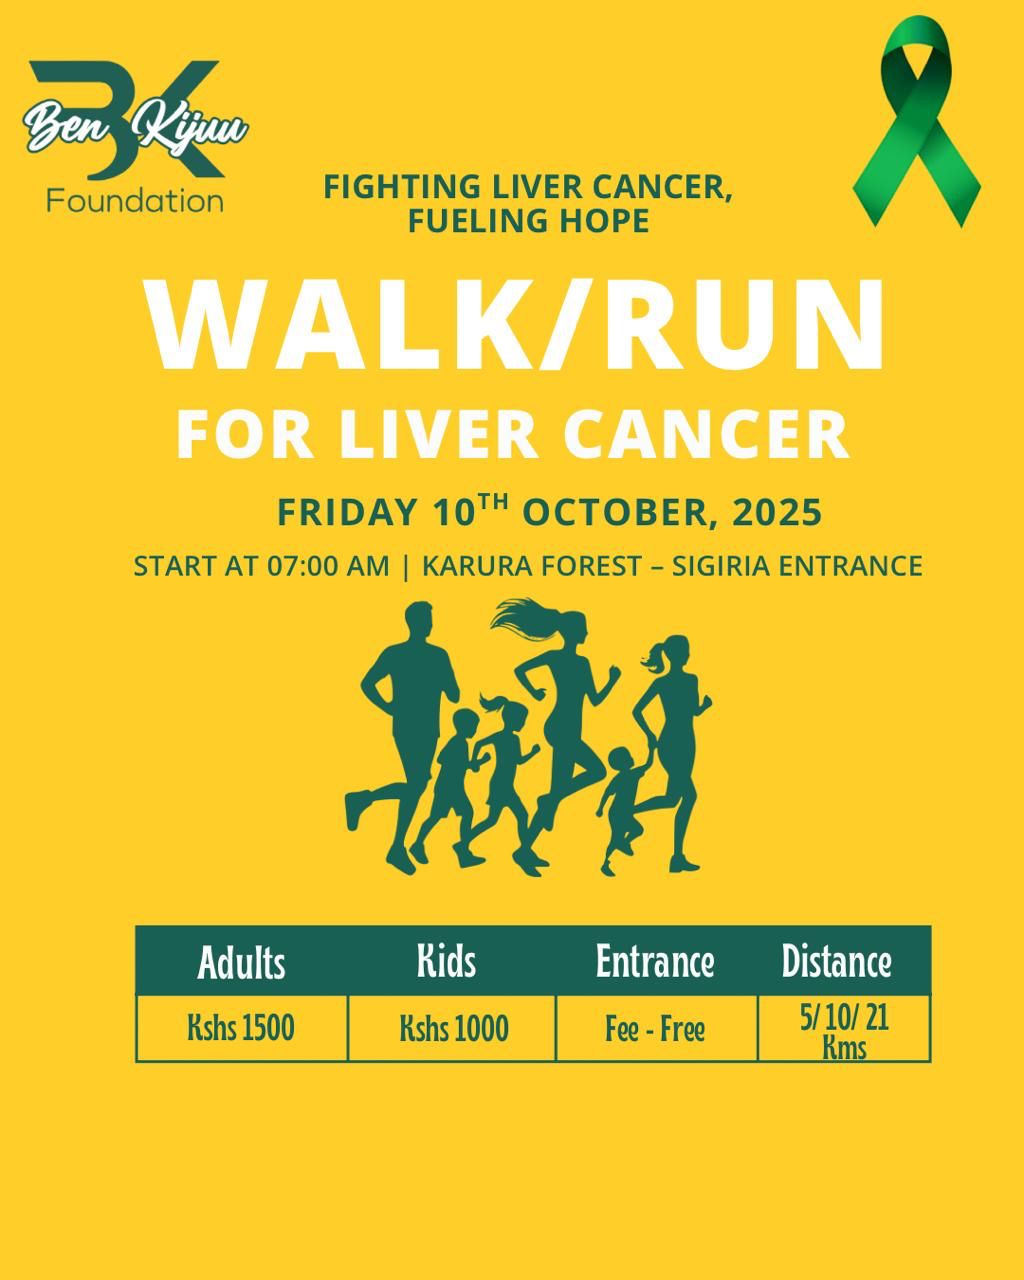 BK
Ben Kijuu
Foundation
FIGHTING LIVER CANCER,
FUELING HOPE
WALK/RUN
FOR LIVER CANCER
FRIDAY 10TH OCTOBER, 2025
START AT 07:00 AM | KARURA FOREST – SIGIRIA ENTRANCE
Adults Kids Entrance Distance
Kshs 1500 Kshs 1000 Fee - Free 5/ 10/ 21
Kms